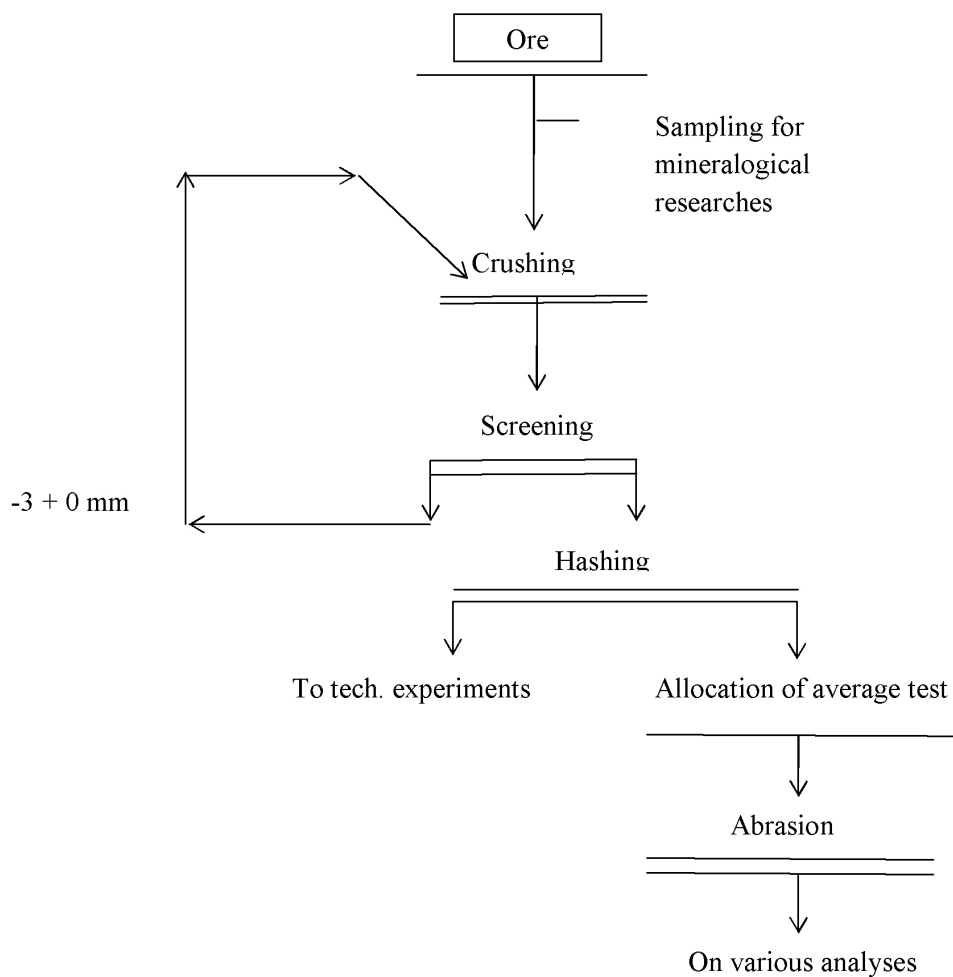 Ore
Sampling for
mineralogical
researches
Crushing
Screening
-3 + 0 mm
Hashing
To tech. experiments
Allocation of average test
Abrasion
On various analyses